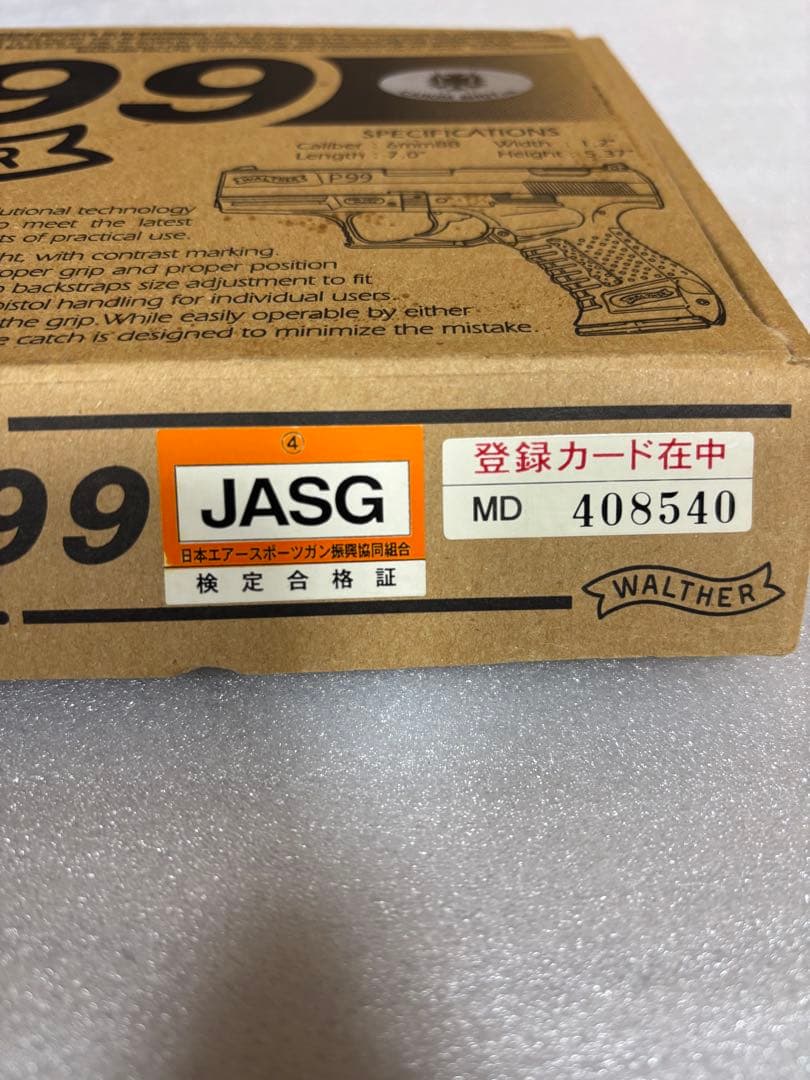 99
R
SPECIFICATIONS
Caliber : 6mmBB Width : 1.2"
Length : 7.0" Height : 5.37"
WALTHER P99
utional technology
o meet the latest
ts of practical use.
ht, with contrast marking.
oper grip and proper position
o backstraps size adjustment to fit
pistol handling for individual users.
the grip. While easily operable by either
e catch is designed to minimize the mistake.
WALTHER
99
④
JASG
日本エアースポーツガン振興協同組合
検定合格証
登録カード在中
MD 408540
WALTHER